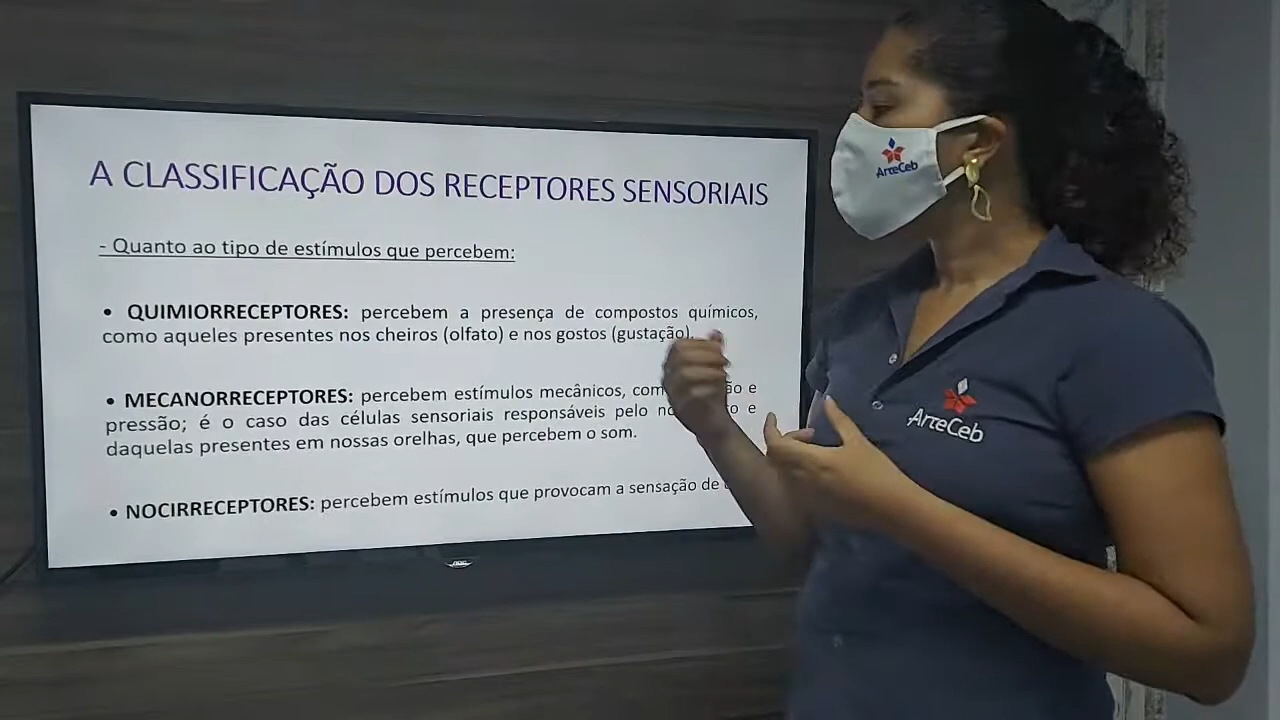 A CLASSIFICAÇÃO DOS RECEPTORES SENSORIAIS
- Quanto ao tipo de estímulos que percebem:
• QUIMIORRECEPTORES: percebem a presença de compostos químicos,
como aqueles presentes nos cheiros (olfato) e nos gostos (gustação).
• MECANORRECEPTORES: percebem estímulos mecânicos, e
pressão; é o caso das células sensoriais responsáveis pelo e
daquelas presentes em nossas orelhas, que percebem o som.
• NOCIRRECEPTORES: percebem estímulos que provocam a sensação de
AOC
ArteCeb
ArteCeb